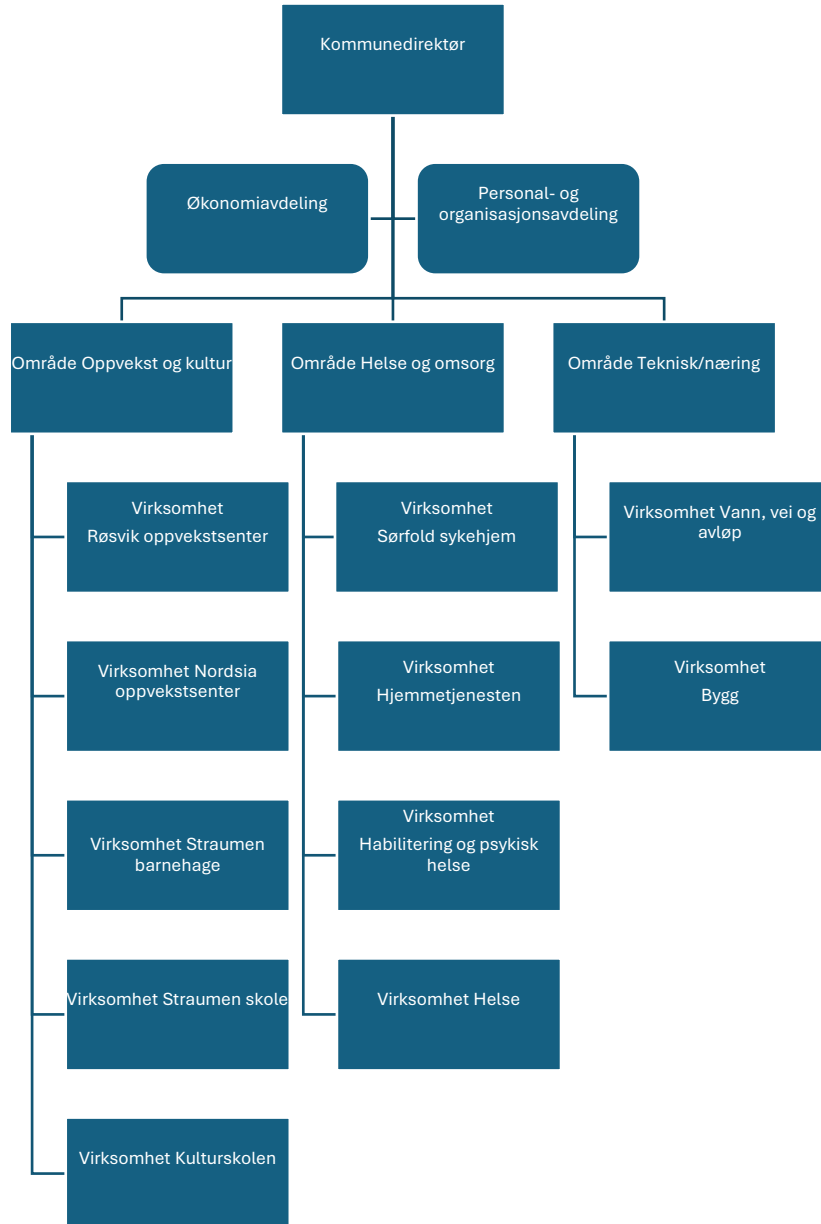 Kommunedirektør
Økonomiavdeling
Personal- og
organisasjonsavdeling
Område Oppvekst og kultur
Område Helse og omsorg
Område Teknisk/næring
Virksomhet
Røsvik oppvekstsenter
Virksomhet
Sørfold sykehjem
Virksomhet Vann, vei og
avløp
Virksomhet Nordsia
oppvekstsenter
Virksomhet
Hjemmetjenesten
Virksomhet
Bygg
Virksomhet Straumen
barnehage
Virksomhet
Habilitering og psykisk
helse
Virksomhet Straumen skole
Virksomhet Helse
Virksomhet Kulturskolen